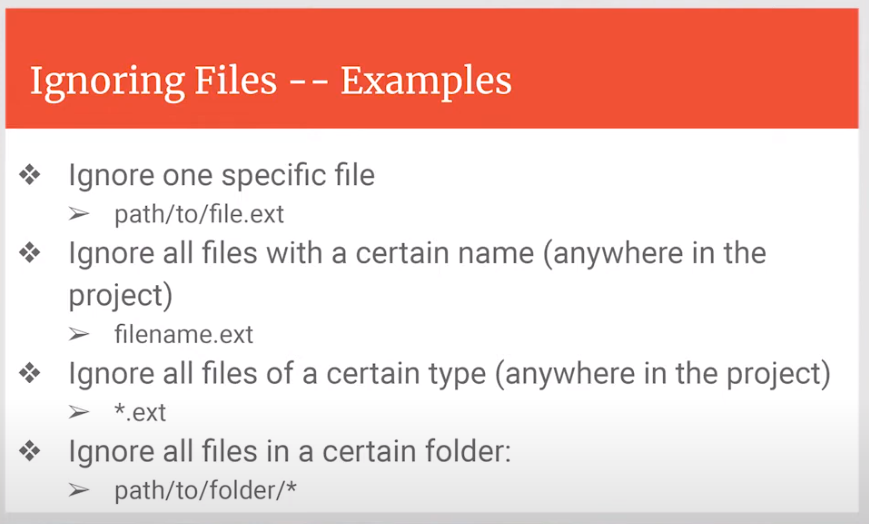 Ignoring Files -- Examples
❖ Ignore one specific file
➢ path/to/file.ext
❖ Ignore all files with a certain name (anywhere in the
project)
➢ filename.ext
❖ Ignore all files of a certain type (anywhere in the project)
➢ *.ext
❖ Ignore all files in a certain folder:
➢ path/to/folder/*